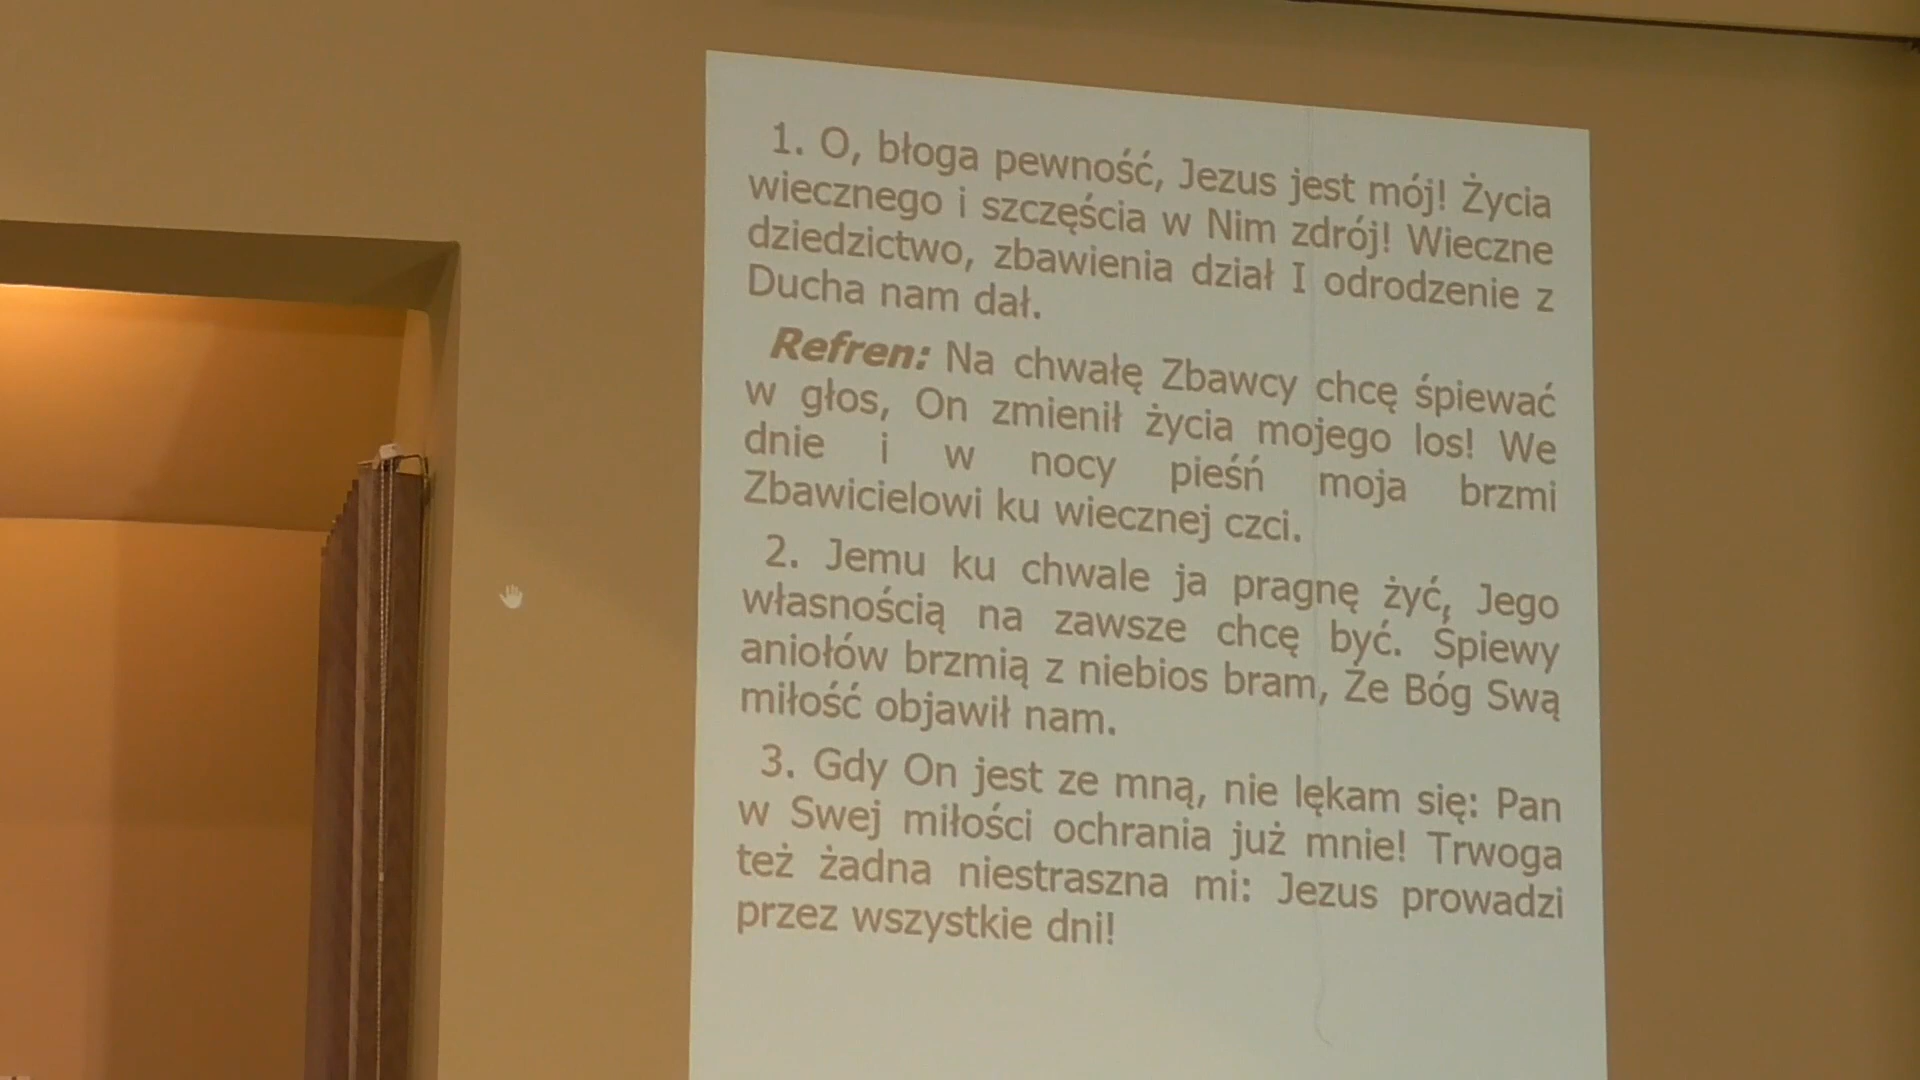 1. O, błoga pewność, Jezus jest mój! Życia
wiecznego i szczęścia w Nim zdrój! Wieczne
dziedzictwo, zbawienia dział I odrodzenie z
Ducha nam dał.
Refren: Na chwałę Zbawcy chcę śpiewać
w głos, On zmienił życia mojego los! We
dnie i w nocy pieśń moja brzmi
Zbawicielowi ku wiecznej czci.
2. Jemu ku chwale ja pragnę żyć, Jego
własnością na zawsze chcę być. Śpiewy
aniołów brzmią z niebios bram, Że Bóg Swą
miłość objawił nam.
3. Gdy On jest ze mną, nie lękam się: Pan
w Swej miłości ochrania już mnie! Trwoga
też żadna niestraszna mi: Jezus prowadzi
przez wszystkie dni!